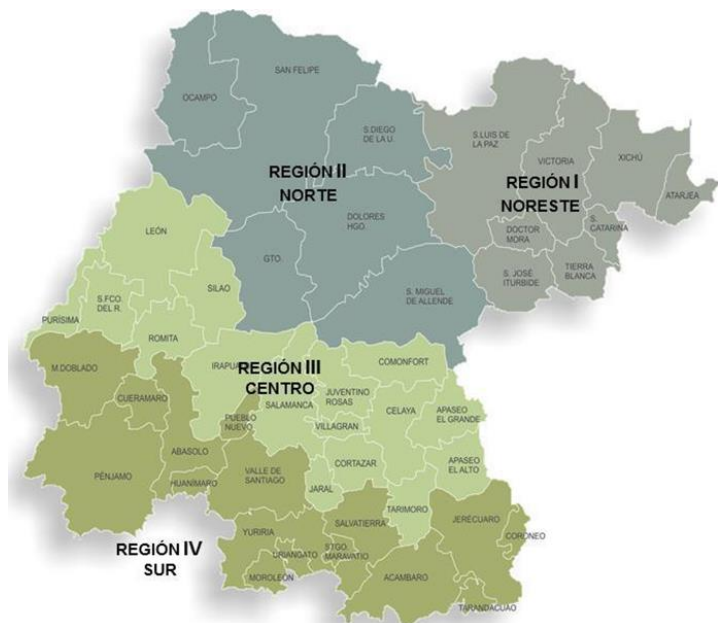 SAN FELIPE
OCAMPO
S.DIEGO
DE LA U.
S.LUIS DE
LA PAZ
VICTORIA
XICHÚ
REGIÓN II
NORTE
REGIÓN I
NORESTE
ATARJEA
DOLORES
HGO.
S.
CATARINA
DOCTOR
MORA
LEÓN
GTO.
S. JOSÉ
ITURBIDE
TIERRA
BLANCA
SILAO
S. MIGUEL
DE ALLENDE
S.FCO.
DEL R.
PURÍSIMA
ROMITA
M.DOBLADO
IRAPUA
REGIÓN III
CENTRO
COMONFORT
CUERAMARO
SALAMANCA
JUVENTINO
ROSAS
CELAYA
APASEO
EL GRANDE
PUEBLO
NUEVO
VILLAGRAN
ABASOLO
PÉNJAMO
HUANÍMARO
VALLE DE
SANTIAGO
CORTAZAR
APASEO
EL ALTO
JARAL
TARIMORO
JERÉCUARO
CORONEO
REGIÓN IV
SUR
YURIRIA
SALVATIERRA
URIANGATO
STGO.
MARAVATIO
MOROLEÓN
ACAMBARO
TARANDACUAO